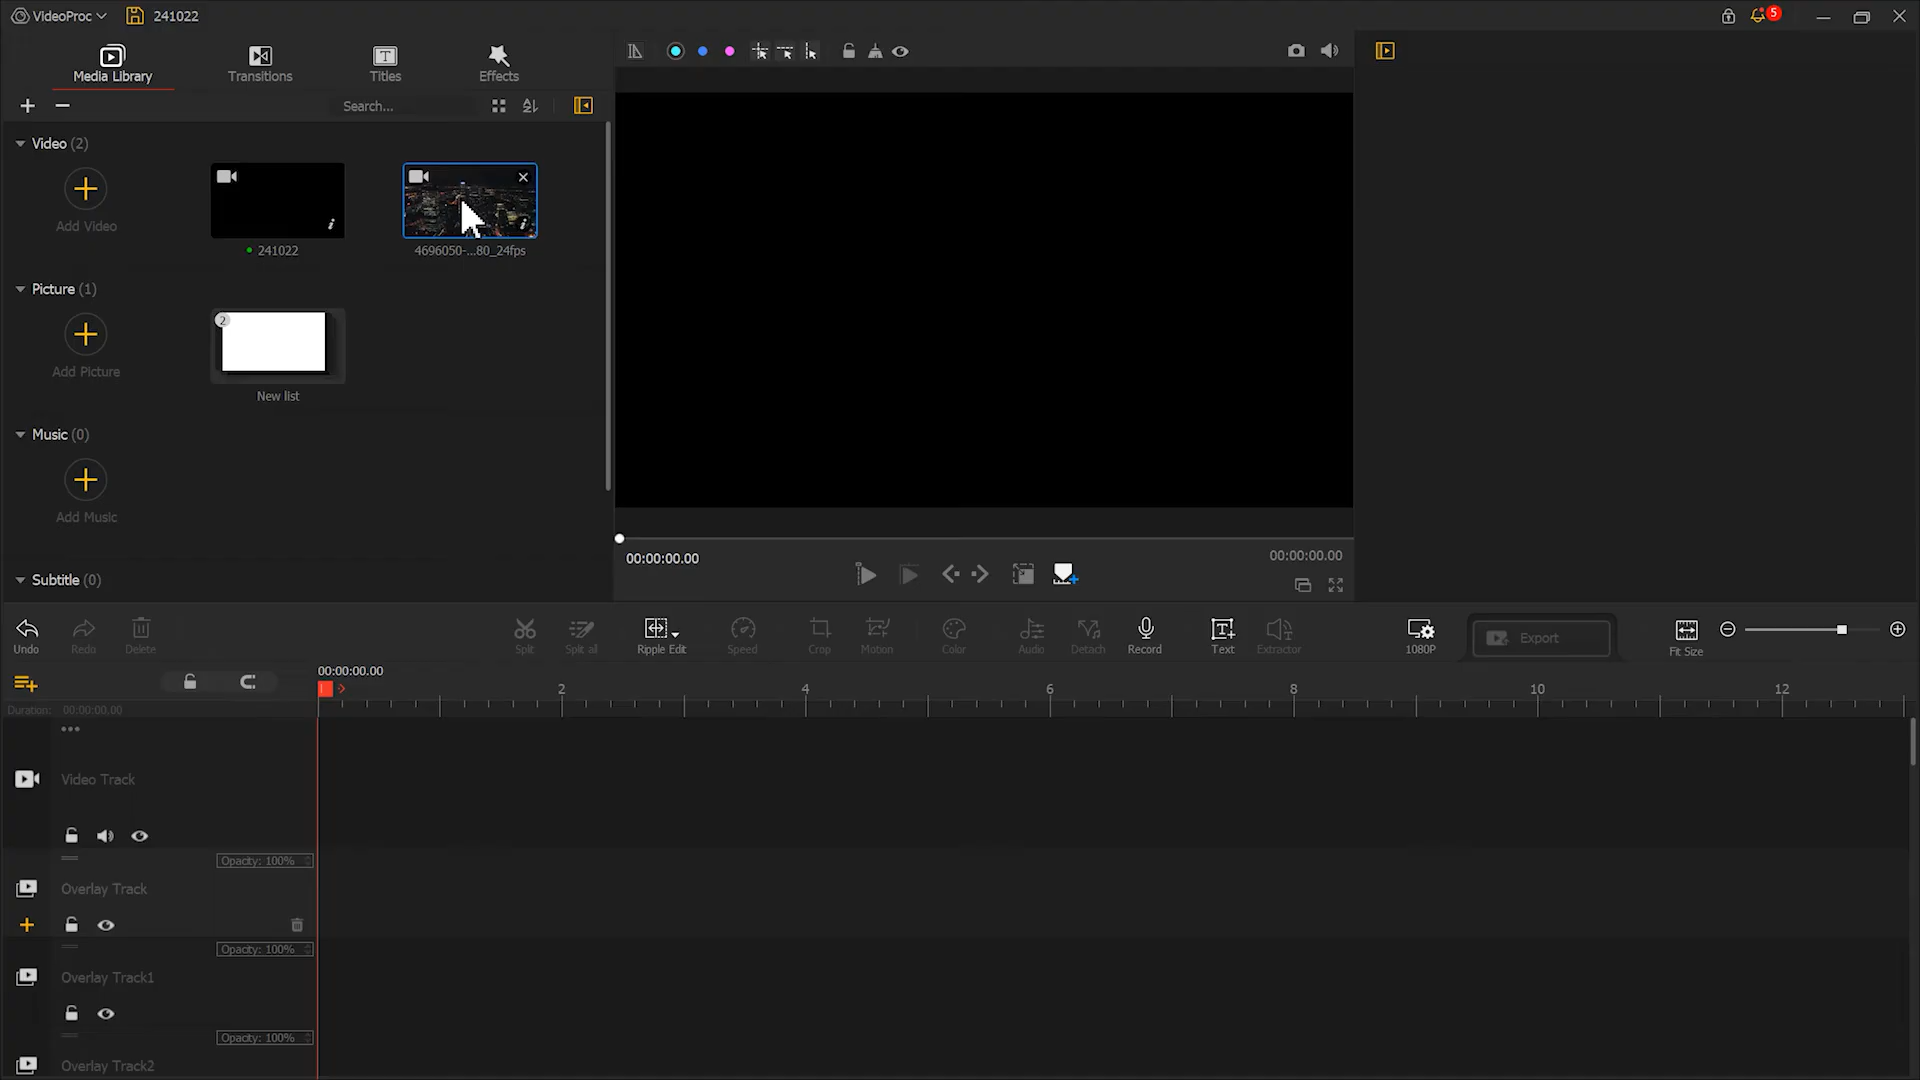 VideoProc
241022
5
Media Library
Transitions
Titles
Effects
Search...
Video (2)
Add Video
241022
4696050-...80_24fps
Picture (1)
Add Picture
2
New list
Music (0)
Add Music
Subtitle (0)
00:00:00.00
00:00:00.00
Undo
Redo
Delete
Split
Split all
Ripple Edit
Speed
Crop
Motion
Color
Audio
Detach
Record
Text
Extractor
1080P
Export
Fit Size
00:00:00.00
2
4
6
8
10
12
Duration: 00:00:00.00
Video Track
Opacity: 100%
Overlay Track
Opacity: 100%
Overlay Track1
Opacity: 100%
Overlay Track2